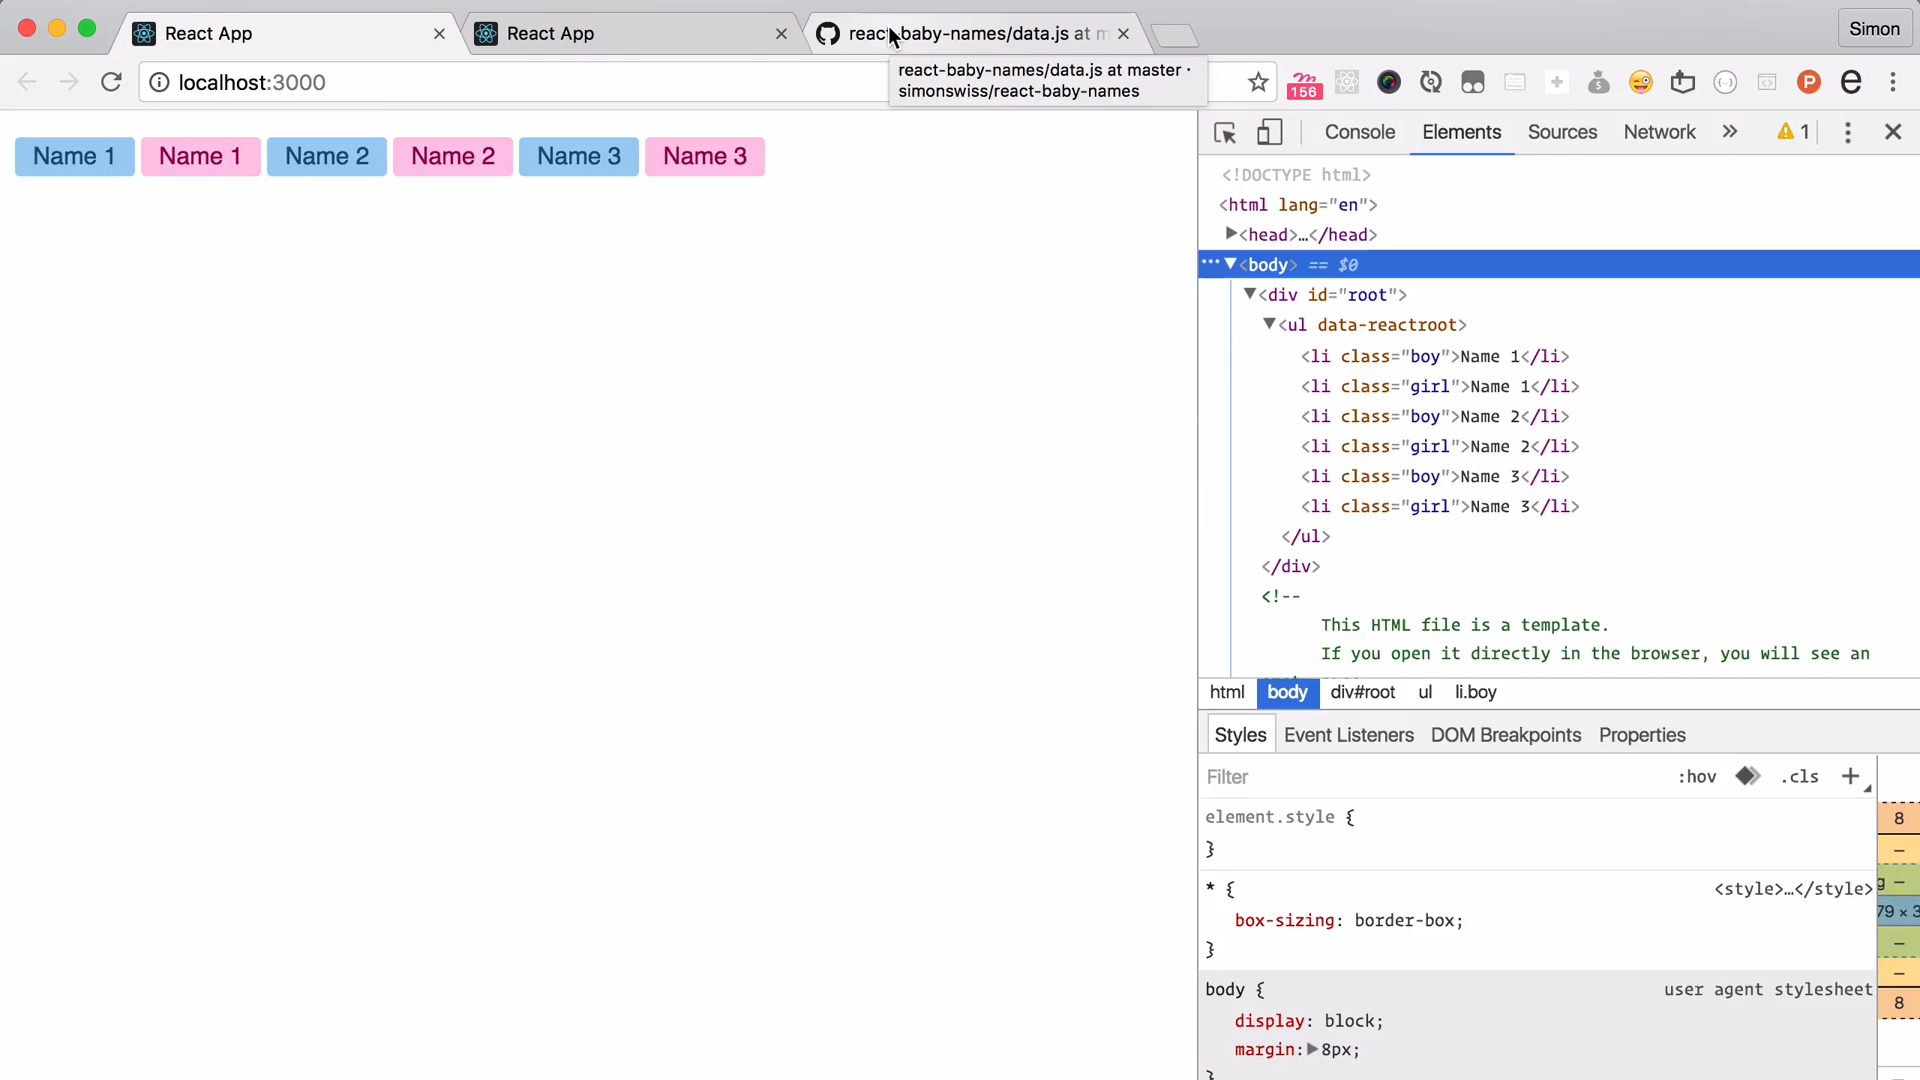 React App
React App
react-baby-names/data.js at m
Simon
localhost:3000
react-baby-names/data.js at master ·
simonswiss/react-baby-names
156
Name 1
Name 1
Name 2
Name 2
Name 3
Name 3
Console
Elements
Sources
Network
1
<!DOCTYPE html>
<html lang="en">
<head>…</head>
<body> == $0
<div id="root">
<ul data-reactroot>
<li class="boy">Name 1</li>
<li class="girl">Name 1</li>
<li class="boy">Name 2</li>
<li class="girl">Name 2</li>
<li class="boy">Name 3</li>
<li class="girl">Name 3</li>
</ul>
</div>
<!--
This HTML file is a template.
If you open it directly in the browser, you will see an
html body div#root ul li.boy
Styles
Event Listeners
DOM Breakpoints
Properties
Filter
:hov
.cls
element.style {
}
* {
<style>…</style>
box-sizing: border-box;
}
body {
user agent stylesheet
display: block;
margin: 8px;
}
8
–
g –
79 × 3
–
–
8